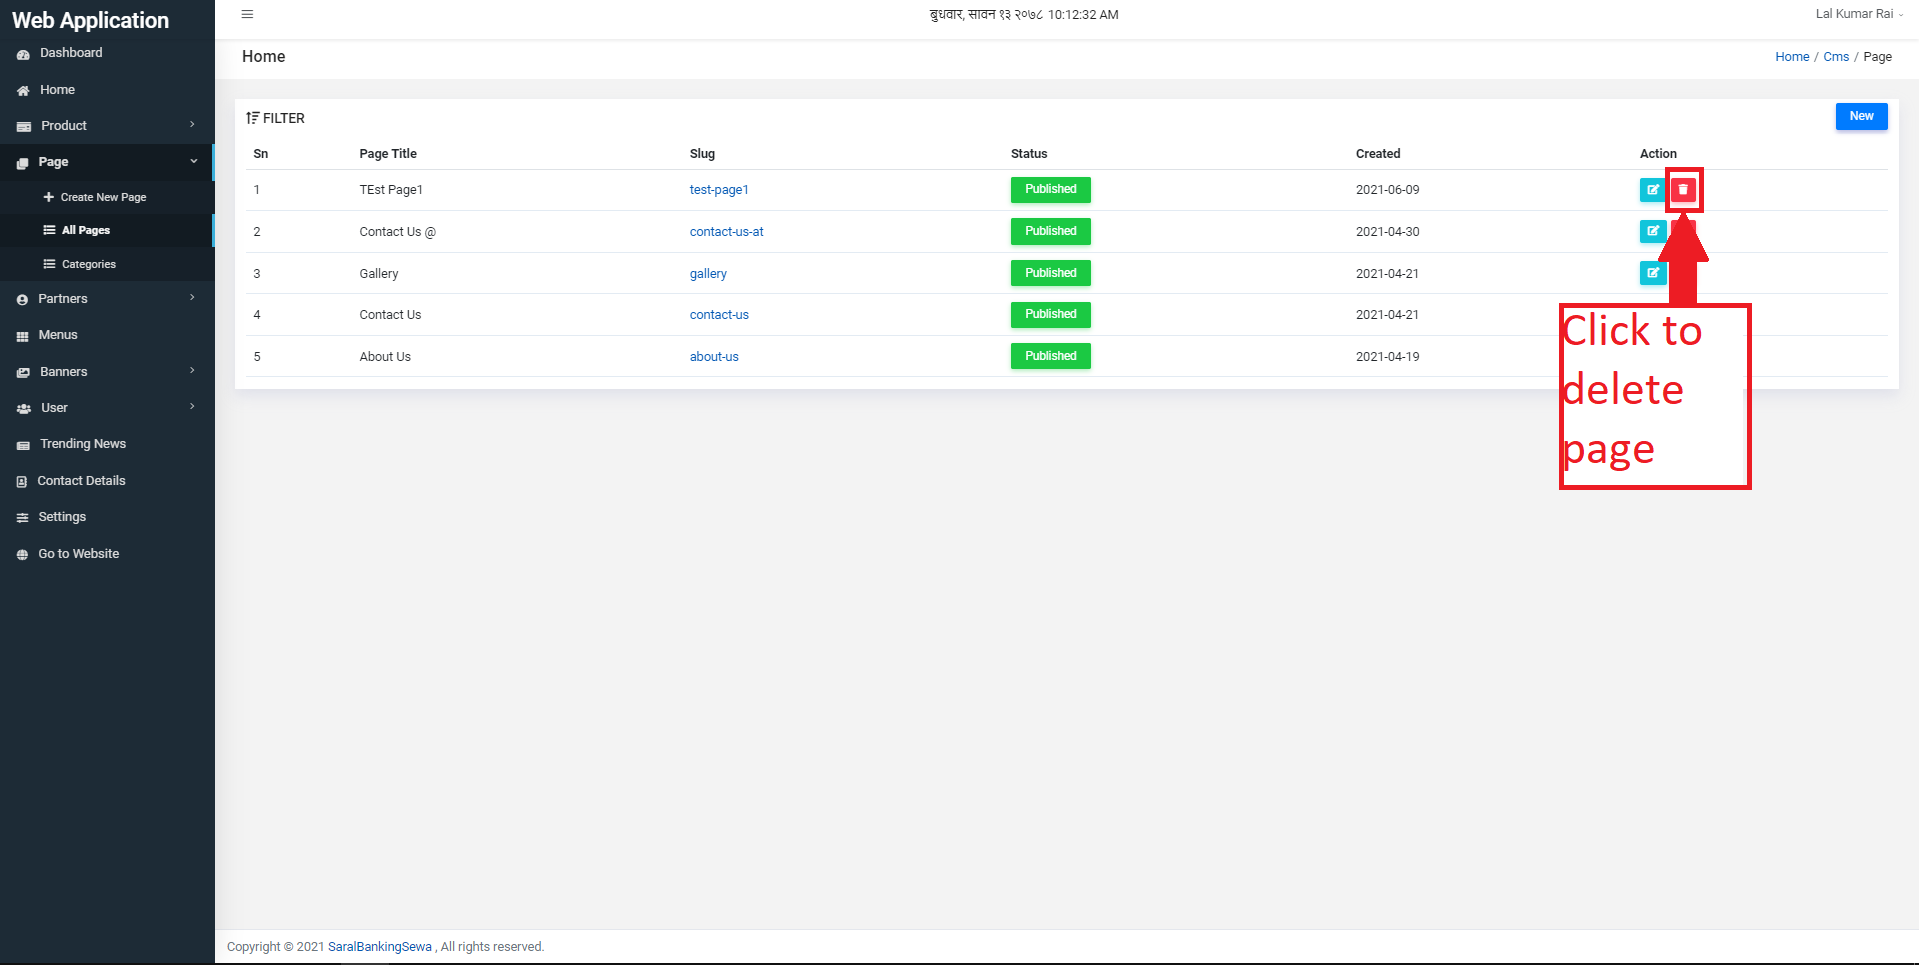 Web Application
बुधवार, सावन १३ २०७८ 10:12:32 AM
Lal Kumar Rai
Dashboard
Home
Product
Page
Create New Page
All Pages
Categories
Partners
Menus
Banners
User
Trending News
Contact Details
Settings
Go to Website
Home
Home / Cms / Page
FILTER
New
Sn Page Title Slug Status Created Action
1 TEst Page1 test-page1 Published 2021-06-09
2 Contact Us @ contact-us-at Published 2021-04-30
3 Gallery gallery Published 2021-04-21
4 Contact Us contact-us Published 2021-04-21
5 About Us about-us Published 2021-04-19
Click to
delete
page
Copyright © 2021 SaralBankingSewa , All rights reserved.